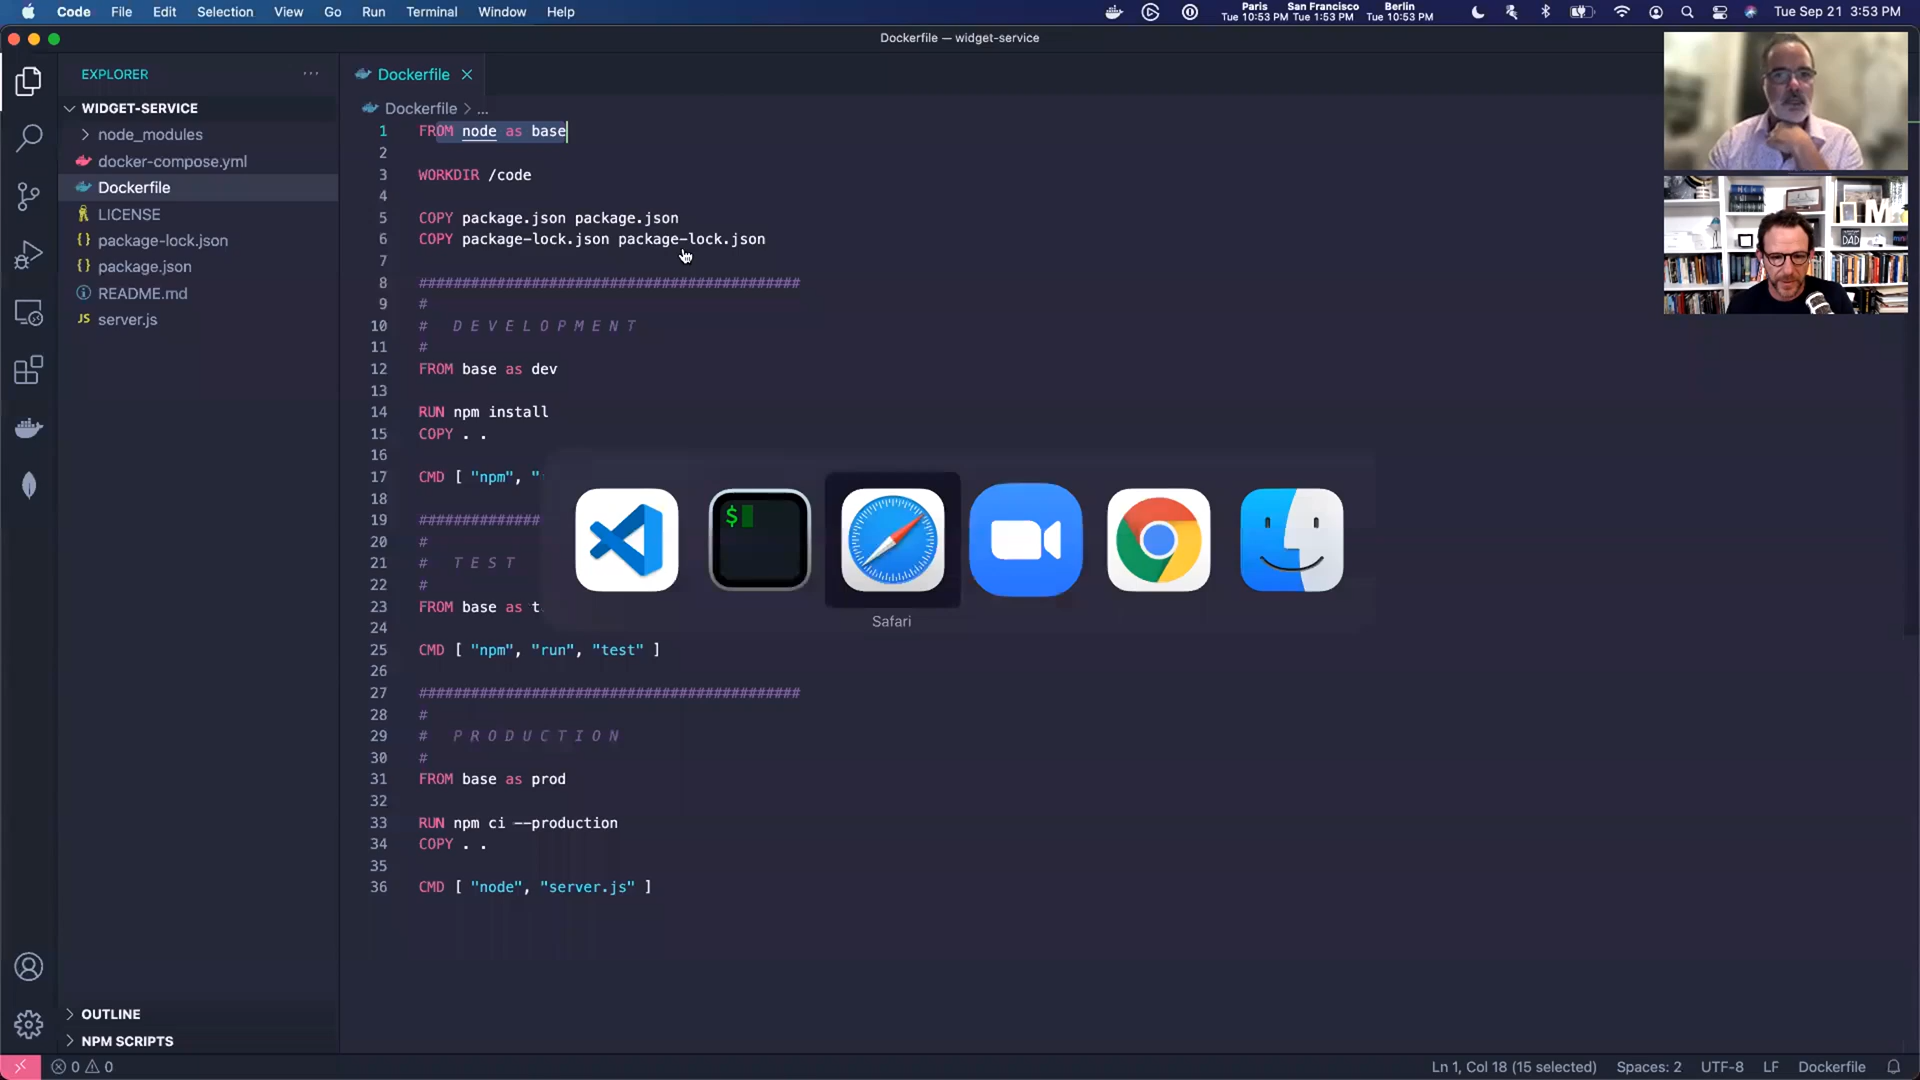 Code File Edit Selection View Go Run Terminal Window Help
Paris San Francisco Berlin
Tue 10:53 PM Tue 1:53 PM Tue 10:53 PM
Tue Sep 21 3:53 PM
Dockerfile — widget-service
EXPLORER ···
WIDGET-SERVICE
node_modules
docker-compose.yml
Dockerfile
LICENSE
package-lock.json
package.json
README.md
JS server.js
Dockerfile
Dockerfile > ...
1 FROM node as base
2
3 WORKDIR /code
4
5 COPY package.json package.json
6 COPY package-lock.json package-lock.json
7
8 ############################################
9 #
10 # D E V E L O P M E N T
11 #
12 FROM base as dev
13
14 RUN npm install
15 COPY . .
16
17 CMD [ "npm", "
18
19 ##############
20 #
21 # T E S T
22 #
23 FROM base as t
24
25 CMD [ "npm", "run", "test" ]
26
27 ############################################
28 #
29 # P R O D U C T I O N
30 #
31 FROM base as prod
32
33 RUN npm ci --production
34 COPY . .
35
36 CMD [ "node", "server.js" ]
$
Safari
DAD
M
OUTLINE
NPM SCRIPTS
0 0
Ln 1, Col 18 (15 selected) Spaces: 2 UTF-8 LF Dockerfile